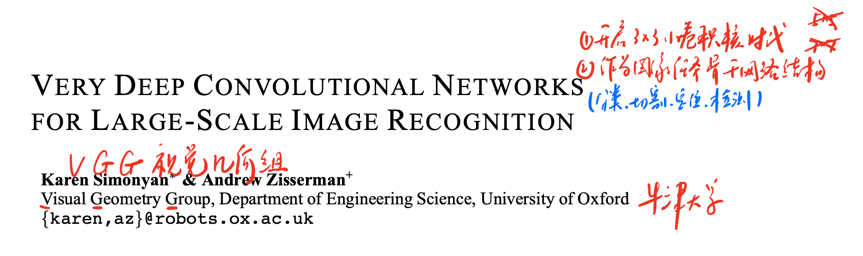 ①开启3x3小卷积核时代
②作为图像任务骨干网络结构
(分类.切割.定位.检测)
VERY DEEP CONVOLUTIONAL NETWORKS
FOR LARGE-SCALE IMAGE RECOGNITION
VGG 视觉几何组
Karen Simonyan* & Andrew Zisserman+
Visual Geometry Group, Department of Engineering Science, University of Oxford 牛津大学
{karen,az}@robots.ox.ac.uk